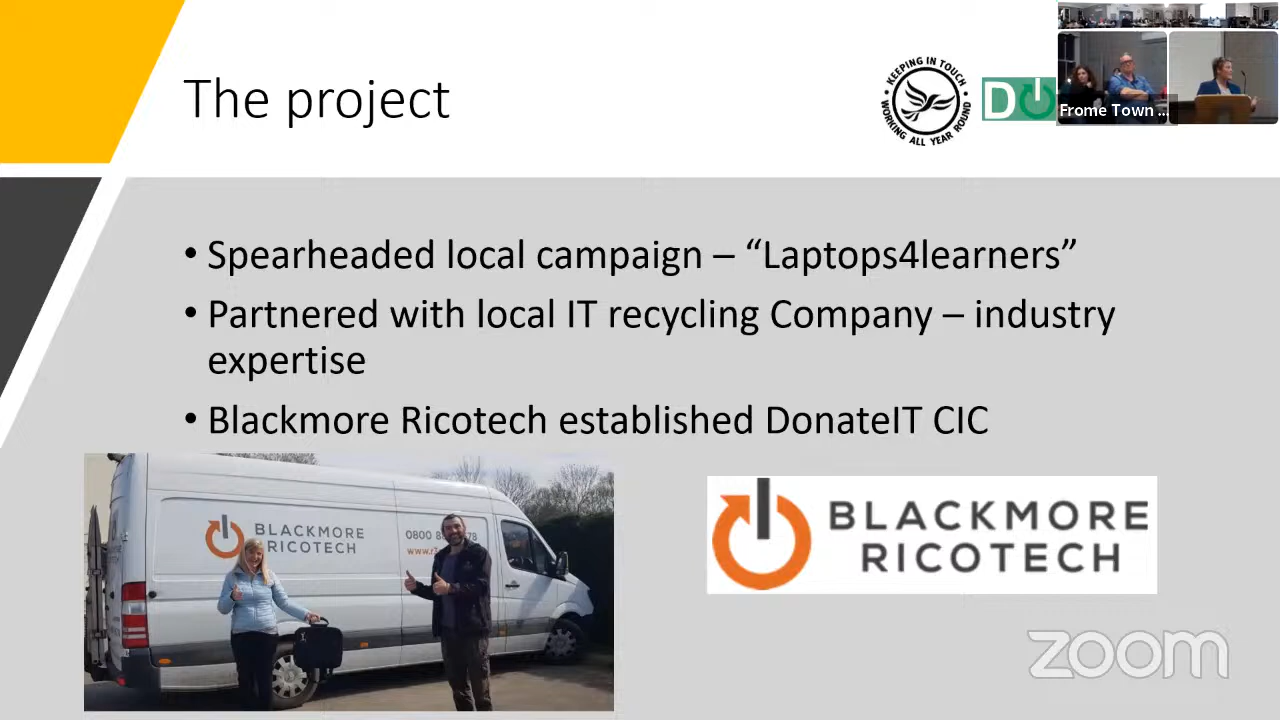 The project
KEEPING IN TOUCH
WORKING ALL YEAR ROUND
D
Frome Town ...
• Spearheaded local campaign – “Laptops4learners”
• Partnered with local IT recycling Company – industry
expertise
• Blackmore Ricotech established DonateIT CIC
BLACKMORE
RICOTECH
0800
BLACKMORE
RICOTECH
zoom